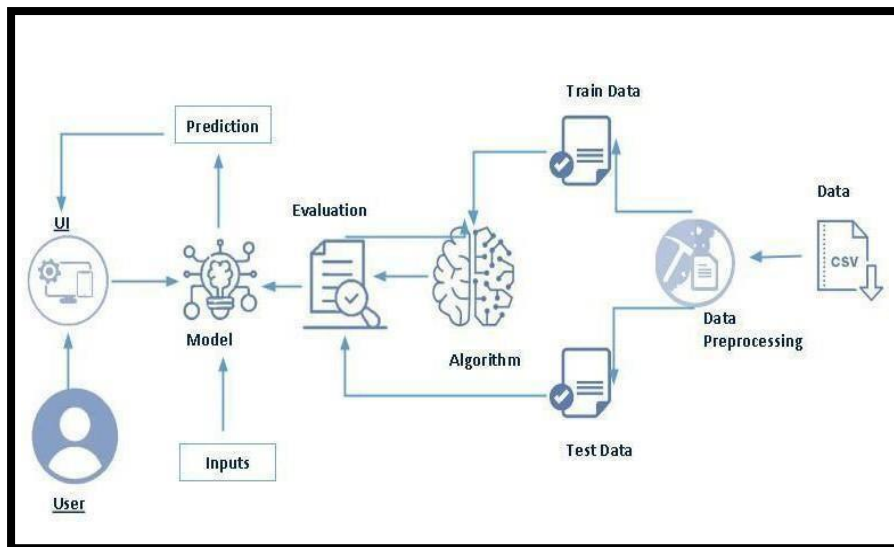 Train Data
Prediction
Data
UI
Evaluation
CSV
Model
Algorithm
Data
Preprocessing
Inputs
Test Data
User